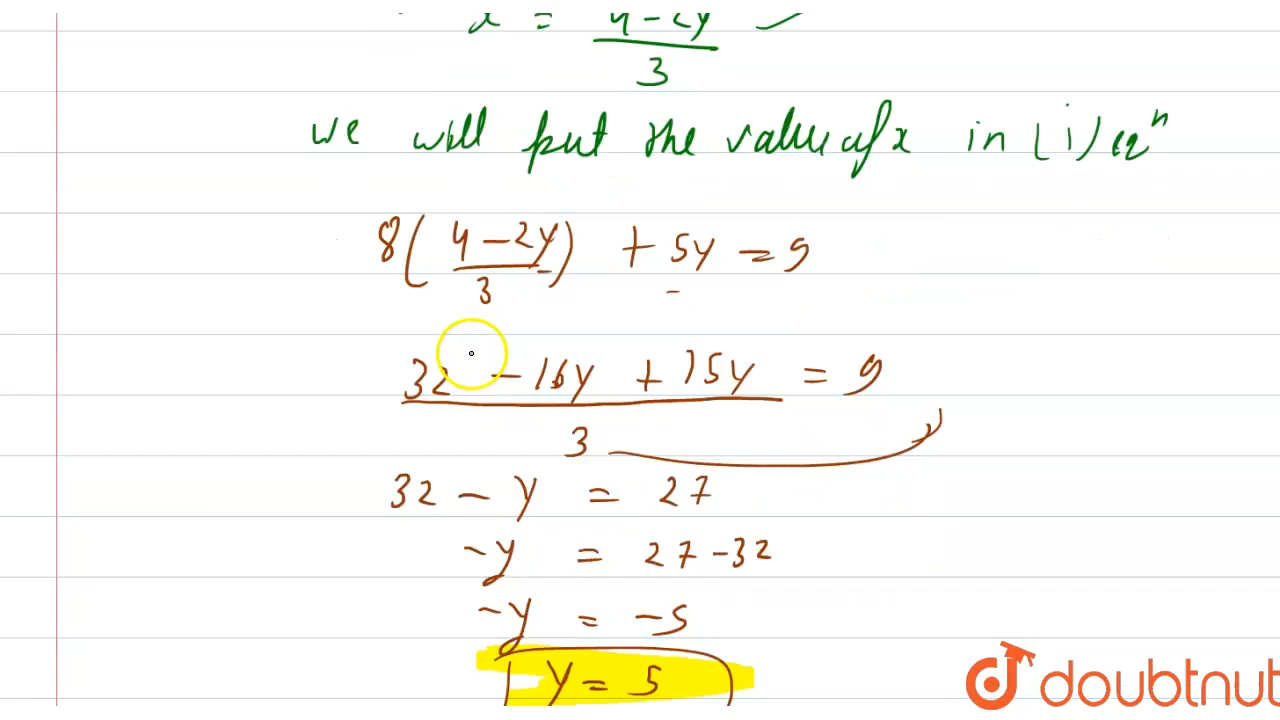 x = 4-2y / 3
we will put the value of x in (i) eqⁿ
8(4-2y / 3) + 5y = 9
32 - 16y + 15y / 3 = 9
32 - y = 27
-y = 27-32
-y = -5
y = 5
doubtnut